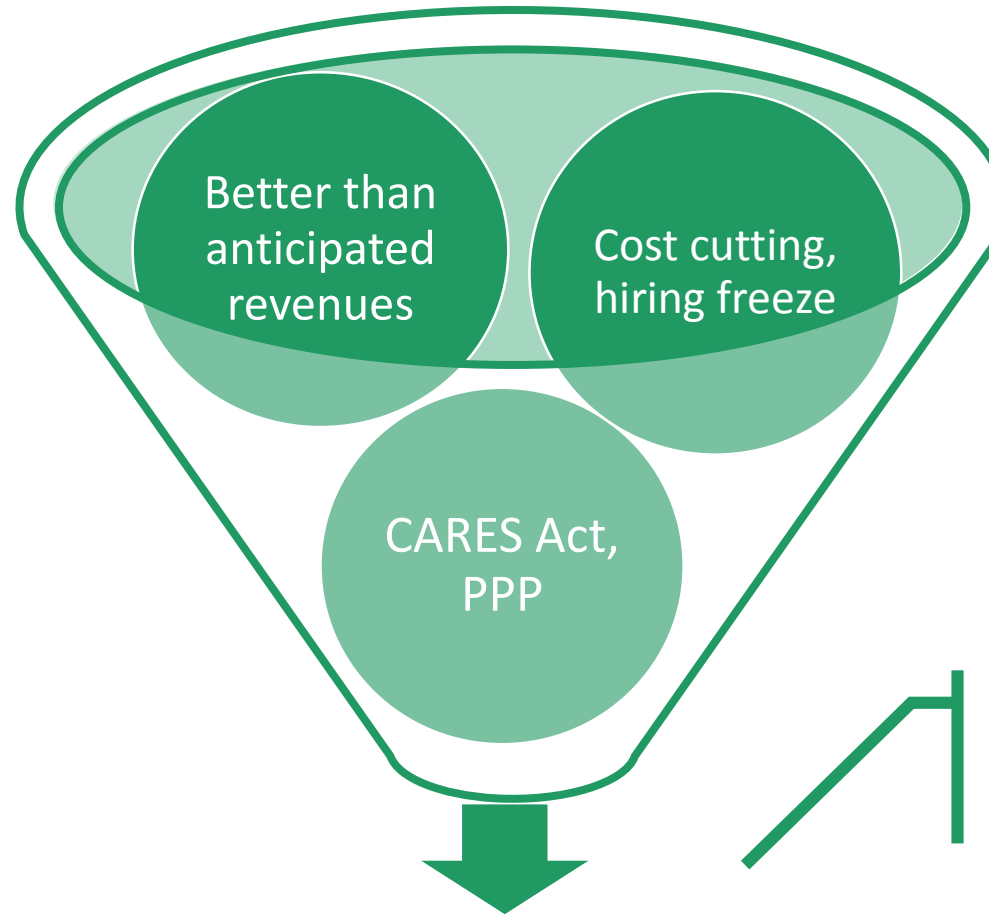 Better than
anticipated
revenues
Cost cutting,
hiring freeze
CARES Act,
PPP